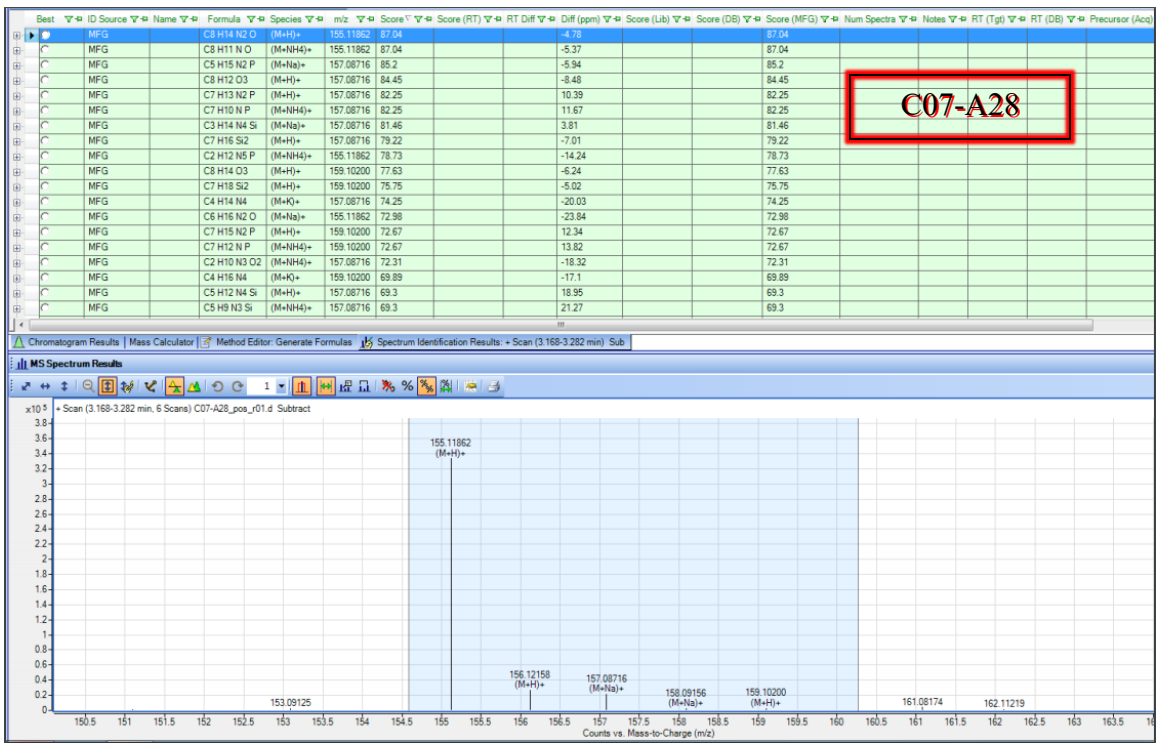 Best ID Source Name Formula Species m/z Score Score (RT) RT Diff Diff (ppm) Score (Lib) Score (DB) Score (MFG) Num Spectra Notes RT (Tgt) RT (DB) Precursor (Acq)
MFG C8 H14 N2 O (M+H)+ 155.11862 87.04 -4.78 87.04
MFG C8 H11 N O (M+NH4)+ 155.11862 87.04 -5.37 87.04
MFG C5 H15 N2 P (M+Na)+ 157.08716 85.2 -5.94 85.2
MFG C8 H12 O3 (M+H)+ 157.08716 84.45 -8.48 84.45
MFG C7 H13 N2 P (M+H)+ 157.08716 82.25 10.39 82.25
MFG C7 H10 N P (M+NH4)+ 157.08716 82.25 11.67 82.25
MFG C3 H14 N4 Si (M+Na)+ 157.08716 81.46 3.81 81.46
MFG C7 H16 Si2 (M+H)+ 157.08716 79.22 -7.01 79.22
MFG C2 H12 N5 P (M+NH4)+ 155.11862 78.73 -14.24 78.73
MFG C8 H14 O3 (M+H)+ 159.10200 77.63 -6.24 77.63
MFG C7 H18 Si2 (M+H)+ 159.10200 75.75 -5.02 75.75
MFG C4 H14 N4 (M+K)+ 157.08716 74.25 -20.03 74.25
MFG C6 H16 N2 O (M+Na)+ 155.11862 72.98 -23.84 72.98
MFG C7 H15 N2 P (M+H)+ 159.10200 72.67 12.34 72.67
MFG C7 H12 N P (M+NH4)+ 159.10200 72.67 13.82 72.67
MFG C2 H10 N3 O2 (M+NH4)+ 157.08716 72.31 -18.32 72.31
MFG C4 H16 N4 (M+K)+ 159.10200 69.89 -17.1 69.89
MFG C5 H12 N4 Si (M+H)+ 157.08716 69.3 18.95 69.3
MFG C5 H9 N3 Si (M+NH4)+ 157.08716 69.3 21.27 69.3
C07-A28
Chromatogram Results Mass Calculator Method Editor: Generate Formulas Spectrum Identification Results: + Scan (3.168-3.282 min) Sub
MS Spectrum Results
1 % %
x10 5 + Scan (3.168-3.282 min, 6 Scans) C07-A28_pos_r01.d Subtract
3.8
3.6
3.4
3.2
3
2.8
2.6
2.4
2.2
2
1.8
1.6
1.4
1.2
1
0.8
0.6
0.4
0.2
0
155.11862
(M+H)+
156.12158
(M+H)+
157.08716
(M+Na)+
158.09156
(M+Na)+
159.10200
(M+H)+
153.09125
161.08174
162.11219
150.5 151 151.5 152 152.5 153 153.5 154 154.5 155 155.5 156 156.5 157 157.5 158 158.5 159 159.5 160 160.5 161 161.5 162 162.5 163 163.5
Counts vs. Mass-to-Charge (m/z)